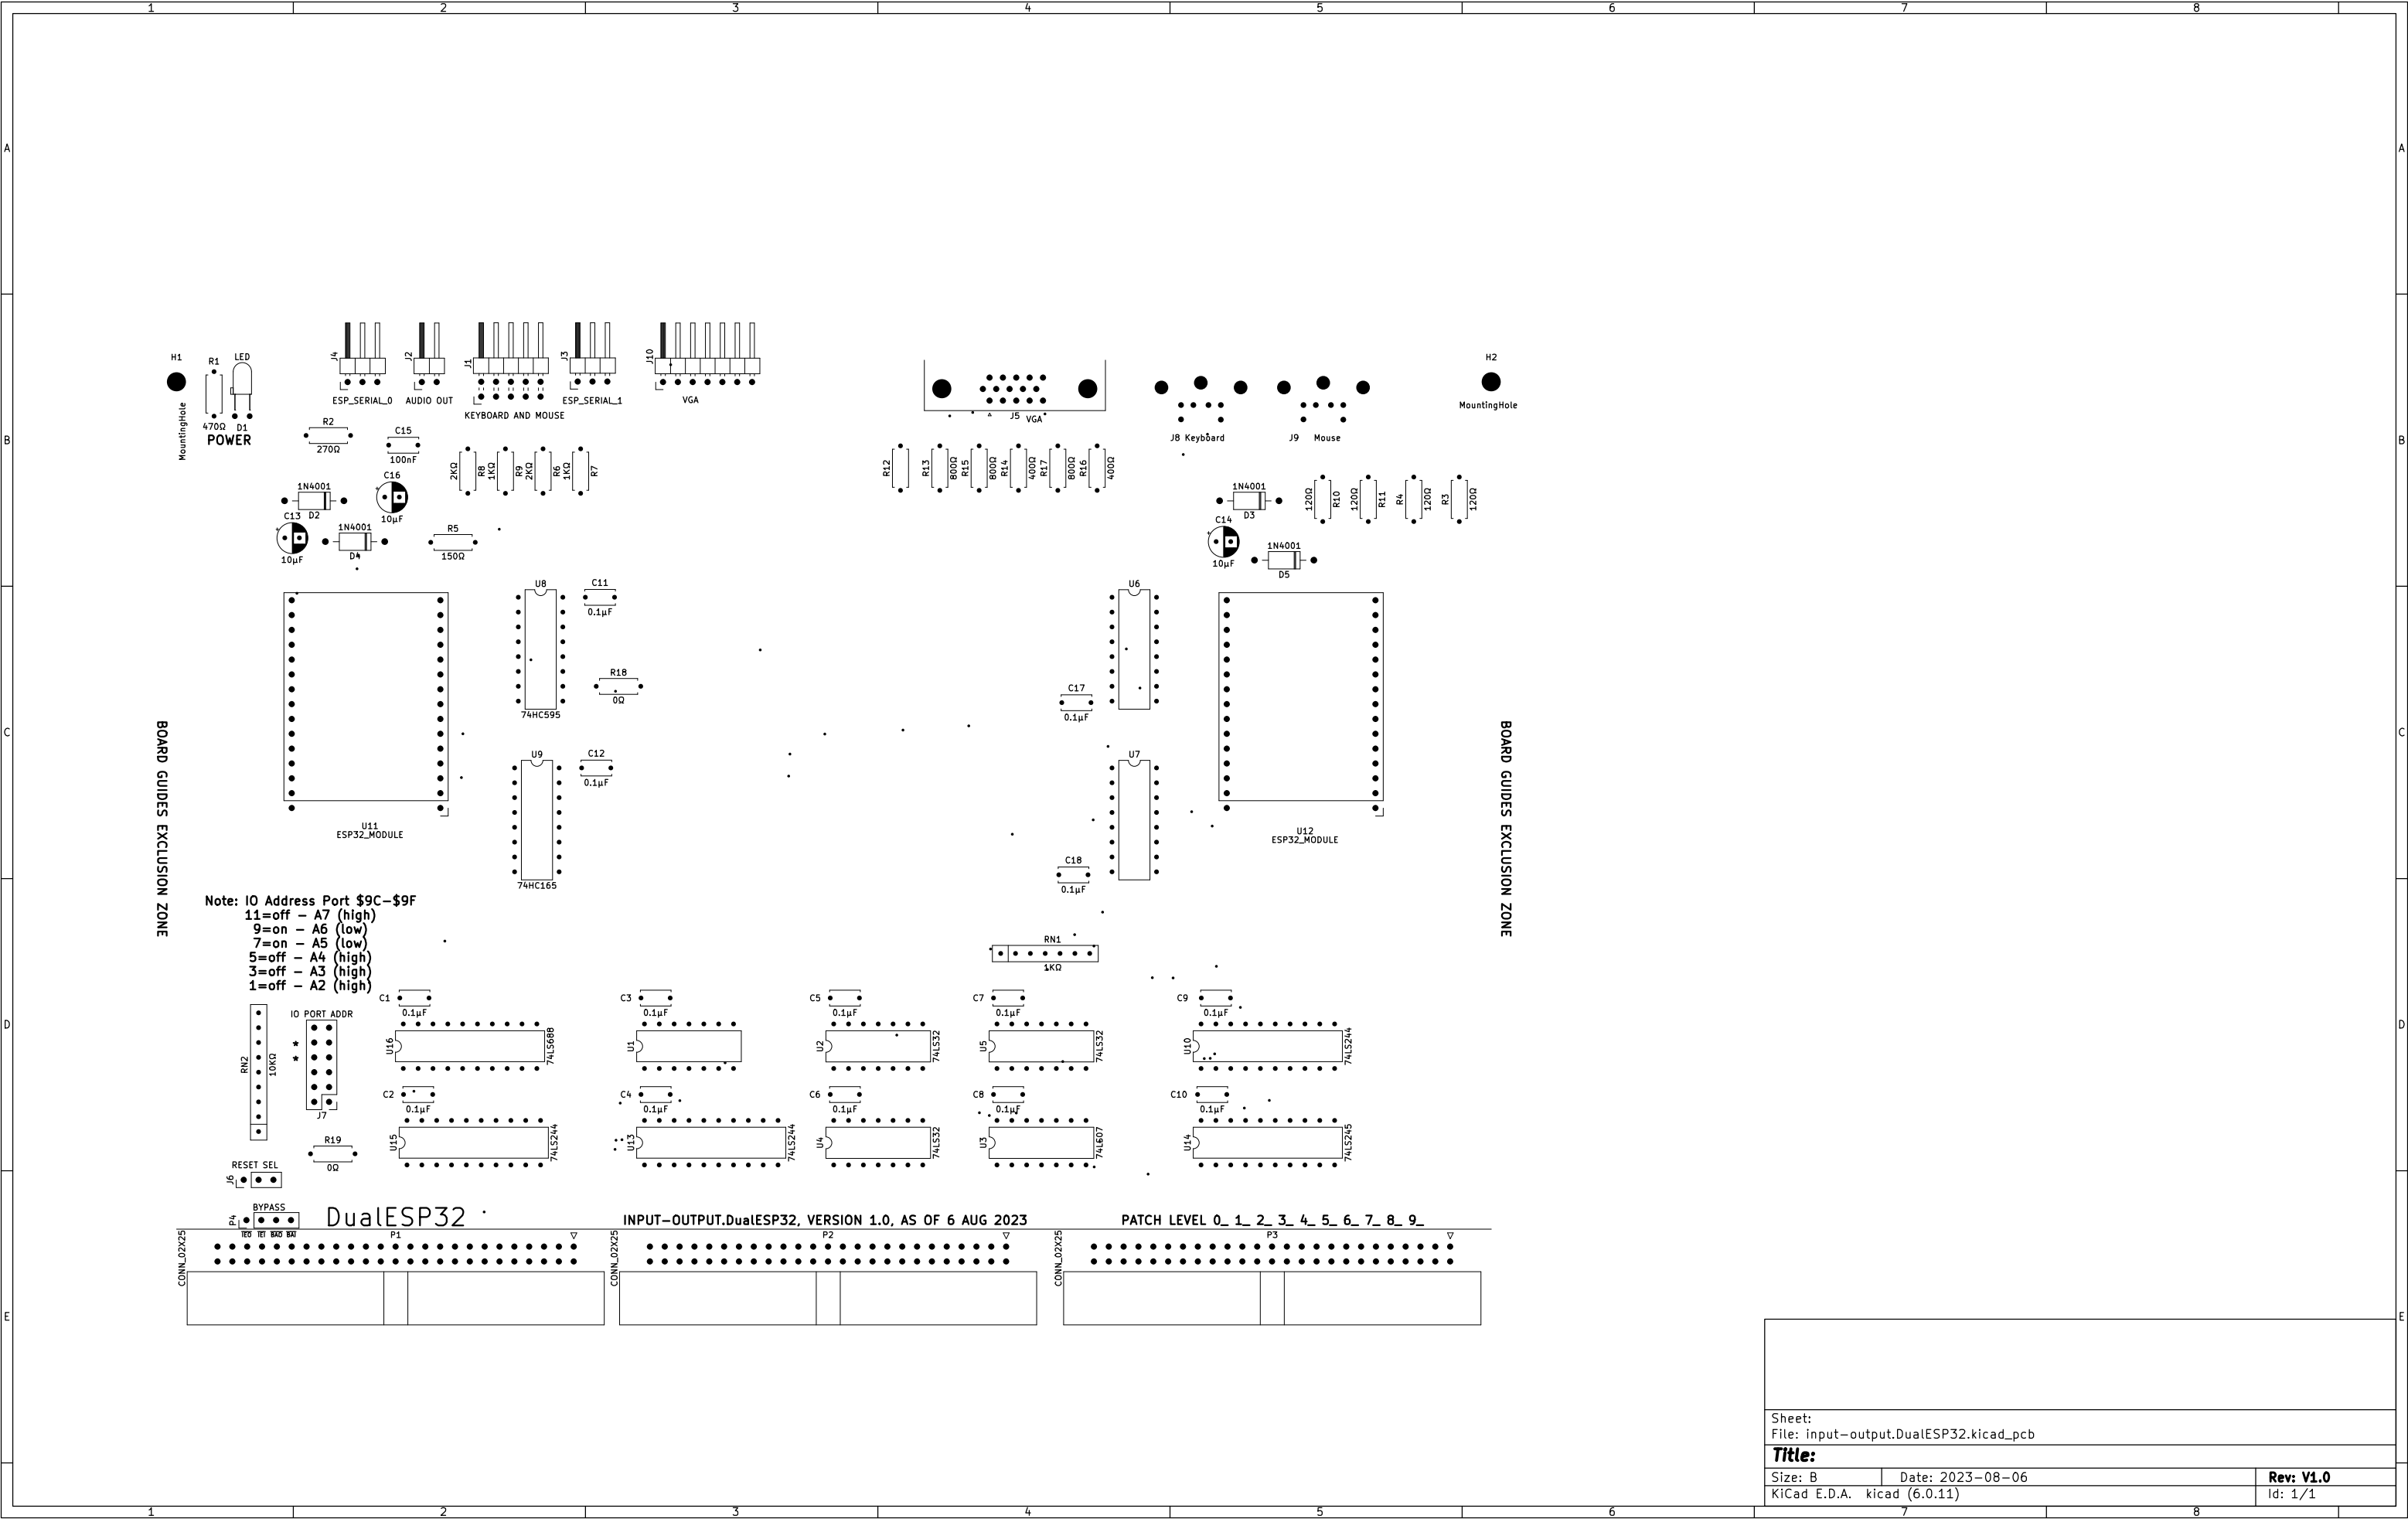 1 2 3 4 5 6 7 8
A A
H1 R1 LED J4 J2 J1 J3 J10 H2
ESP_SERIAL_0 AUDIO OUT KEYBOARD AND MOUSE ESP_SERIAL_1 VGA J5 VGA
MountingHole 470Ω D1 MountingHole
POWER
B J8 Keyboard J9 Mouse B
R2 270Ω C15 100nF
2KΩ R8 1KΩ R9 2KΩ R6 1KΩ R7
R12 R13 800Ω R15 800Ω R14 400Ω R17 800Ω R16 400Ω
C16 10µF
1N4001 D2
1N4001 D3
120Ω R10 120Ω R11 R4 120Ω R3 120Ω
C13 10µF
1N4001 D4
R5 150Ω
C14 10µF
1N4001 D5
U8 74HC595
C11 0.1µF
U6
R18 0Ω
C17 0.1µF
BOARD GUIDES EXCLUSION ZONE
BOARD GUIDES EXCLUSION ZONE
C C
U9 74HC165
C12 0.1µF
U7
U11
ESP32_MODULE
U12
ESP32_MODULE
C18 0.1µF
Note: IO Address Port $9C-$9F
11=off - A7 (high)
9=on - A6 (low)
7=on - A5 (low)
5=off - A4 (high)
3=off - A3 (high)
1=off - A2 (high)
RN1
1KΩ
C1 0.1µF C3 0.1µF C5 0.1µF C7 0.1µF C9 0.1µF
D D
IO PORT ADDR
RN2 10KΩ * * J7
U16 74LS688 U1 U2 74LS32 U5 74LS32 U10 74LS244
C2 0.1µF C4 0.1µF C6 0.1µF C8 0.1µF C10 0.1µF
U15 74LS244 U13 74LS244 U4 74LS32 U3 74L607 U14 74LS245
R19 0Ω
RESET SEL
J6
BYPASS
P4
IEO IEI BAO BAI
DualESP32
INPUT-OUTPUT.DualESP32, VERSION 1.0, AS OF 6 AUG 2023
PATCH LEVEL 0_ 1_ 2_ 3_ 4_ 5_ 6_ 7_ 8_ 9_
CONN_02X25 P1 CONN_02X25 P2 CONN_02X25 P3
E E
Sheet:
File: input-output.DualESP32.kicad_pcb
Title:
Size: B Date: 2023-08-06 Rev: V1.0
KiCad E.D.A. kicad (6.0.11) Id: 1/1
1 2 3 4 5 6 7 8